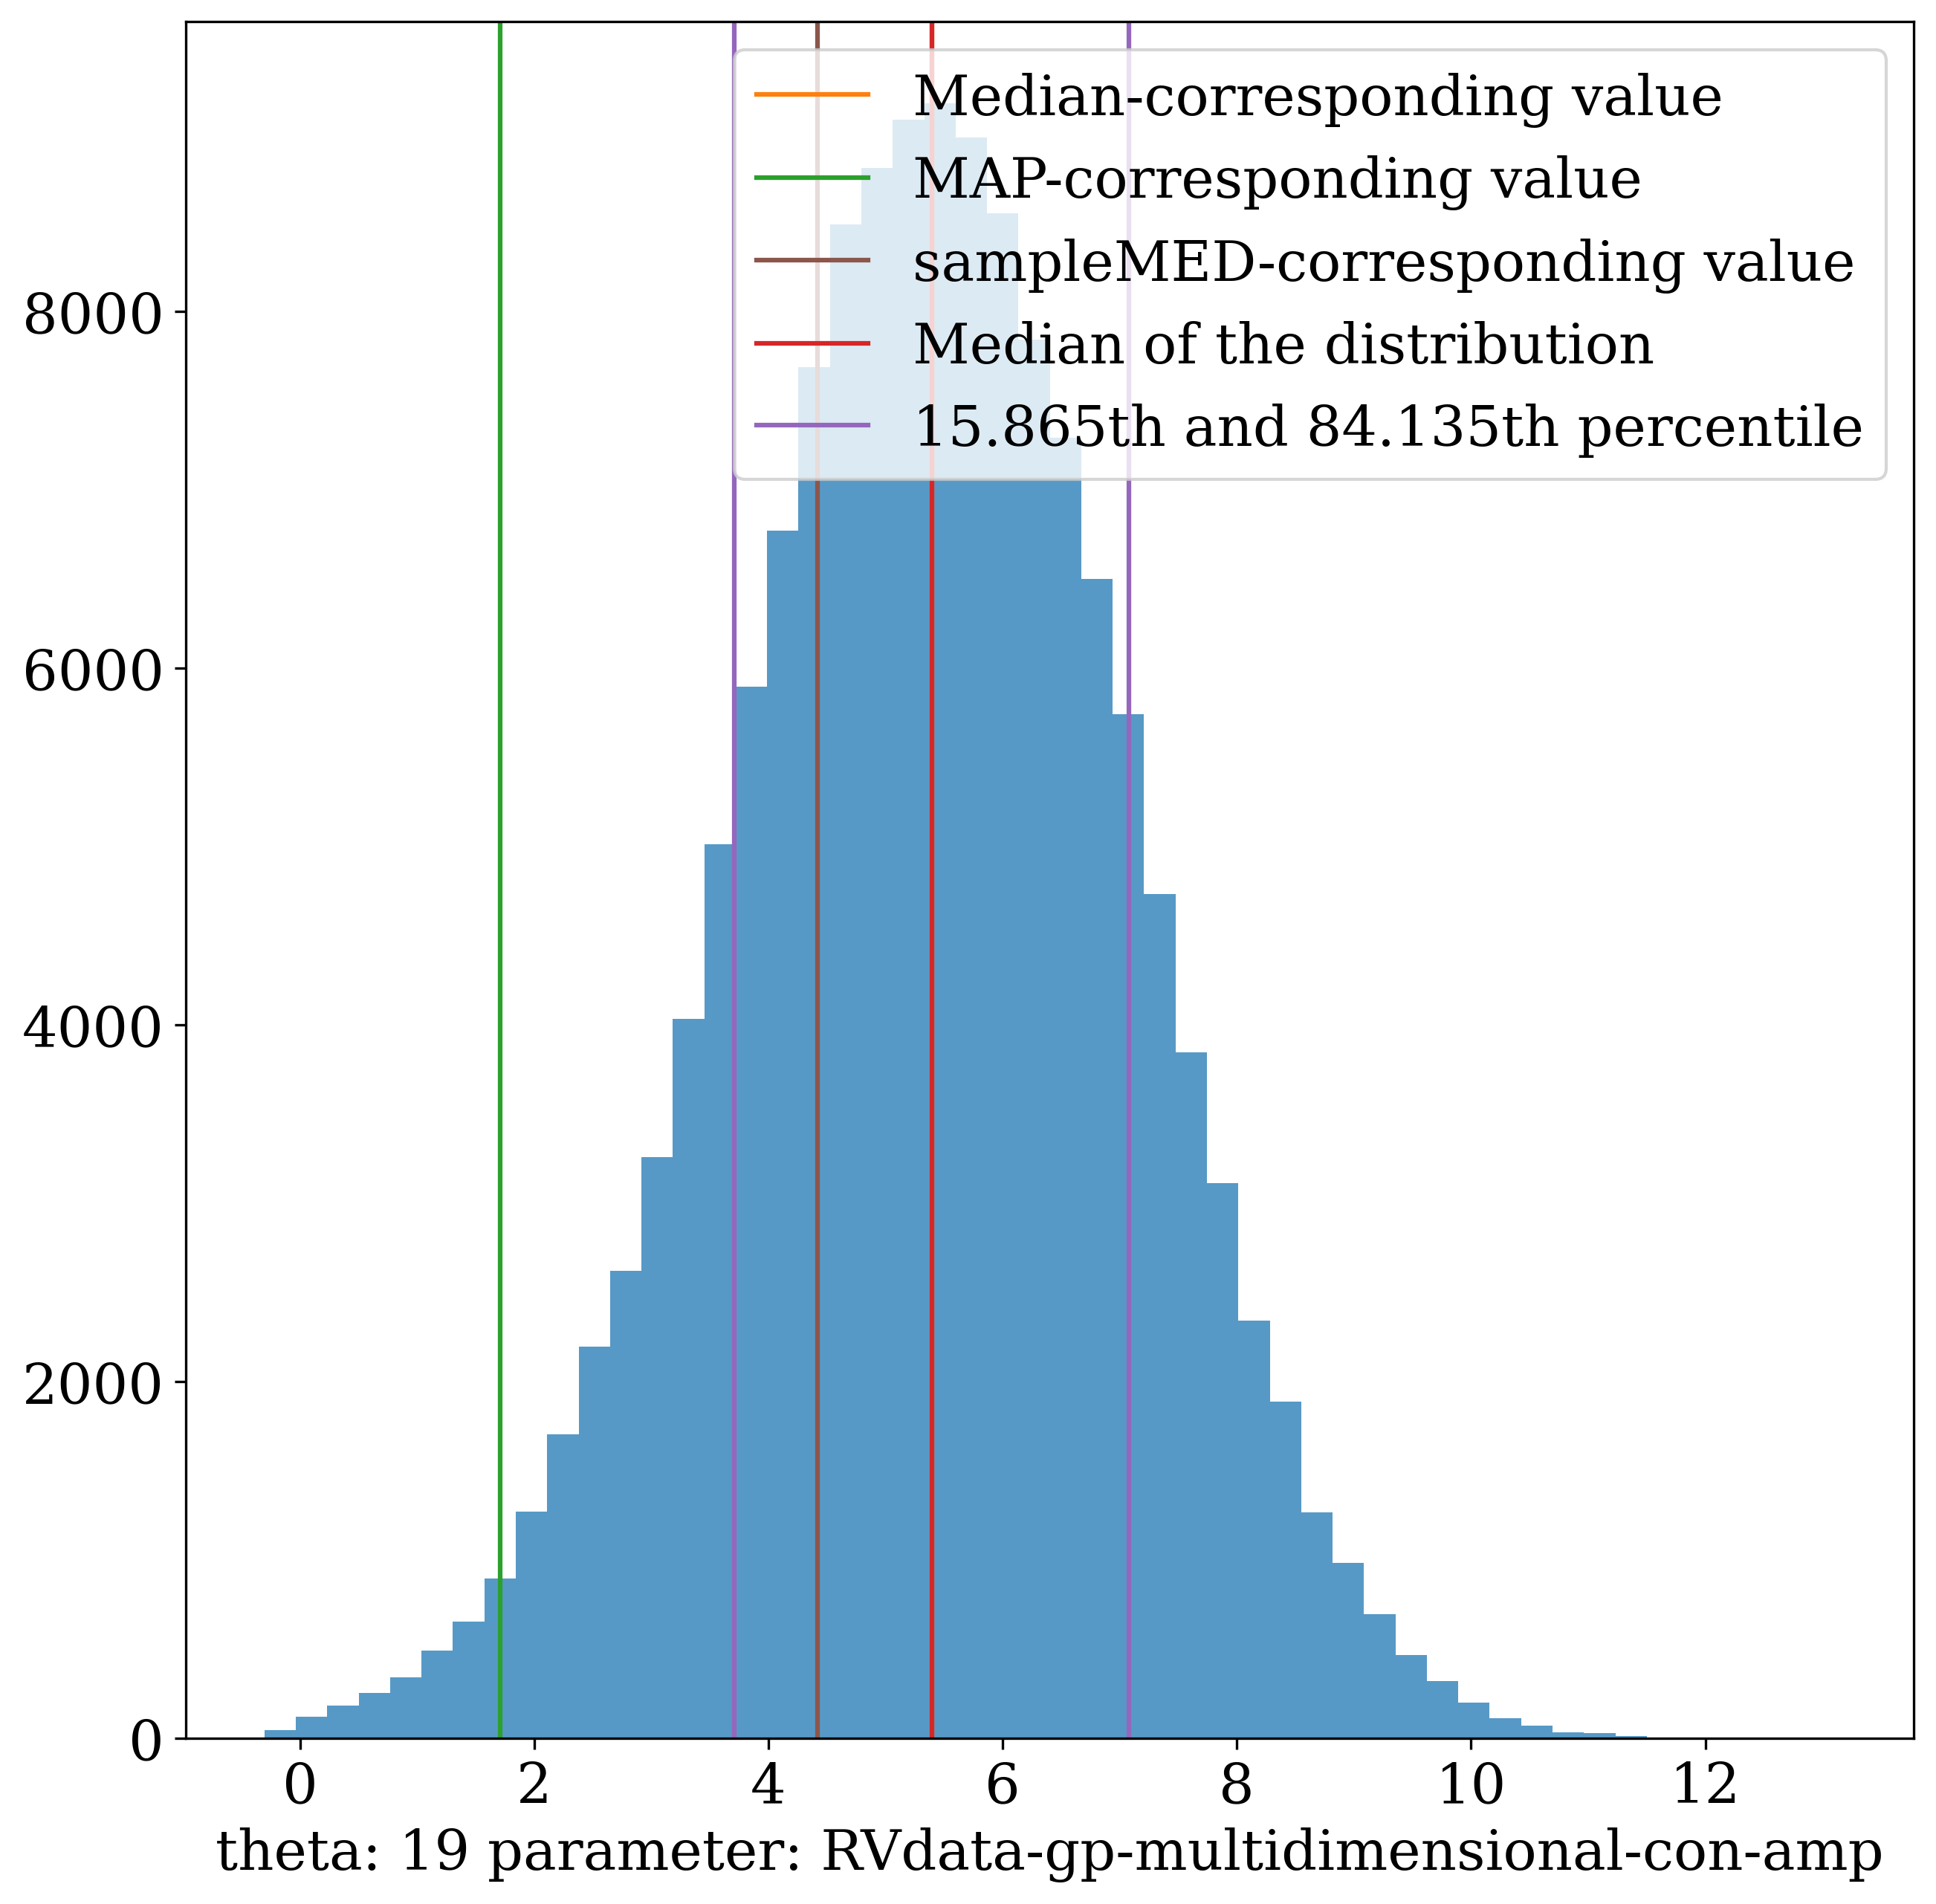 Median-corresponding value
MAP-corresponding value
sampleMED-corresponding value
Median of the distribution
15.865th and 84.135th percentile
8000
6000
4000
2000
0
0 2 4 6 8 10 12
theta: 19 parameter: RVdata-gp-multidimensional-con-amp